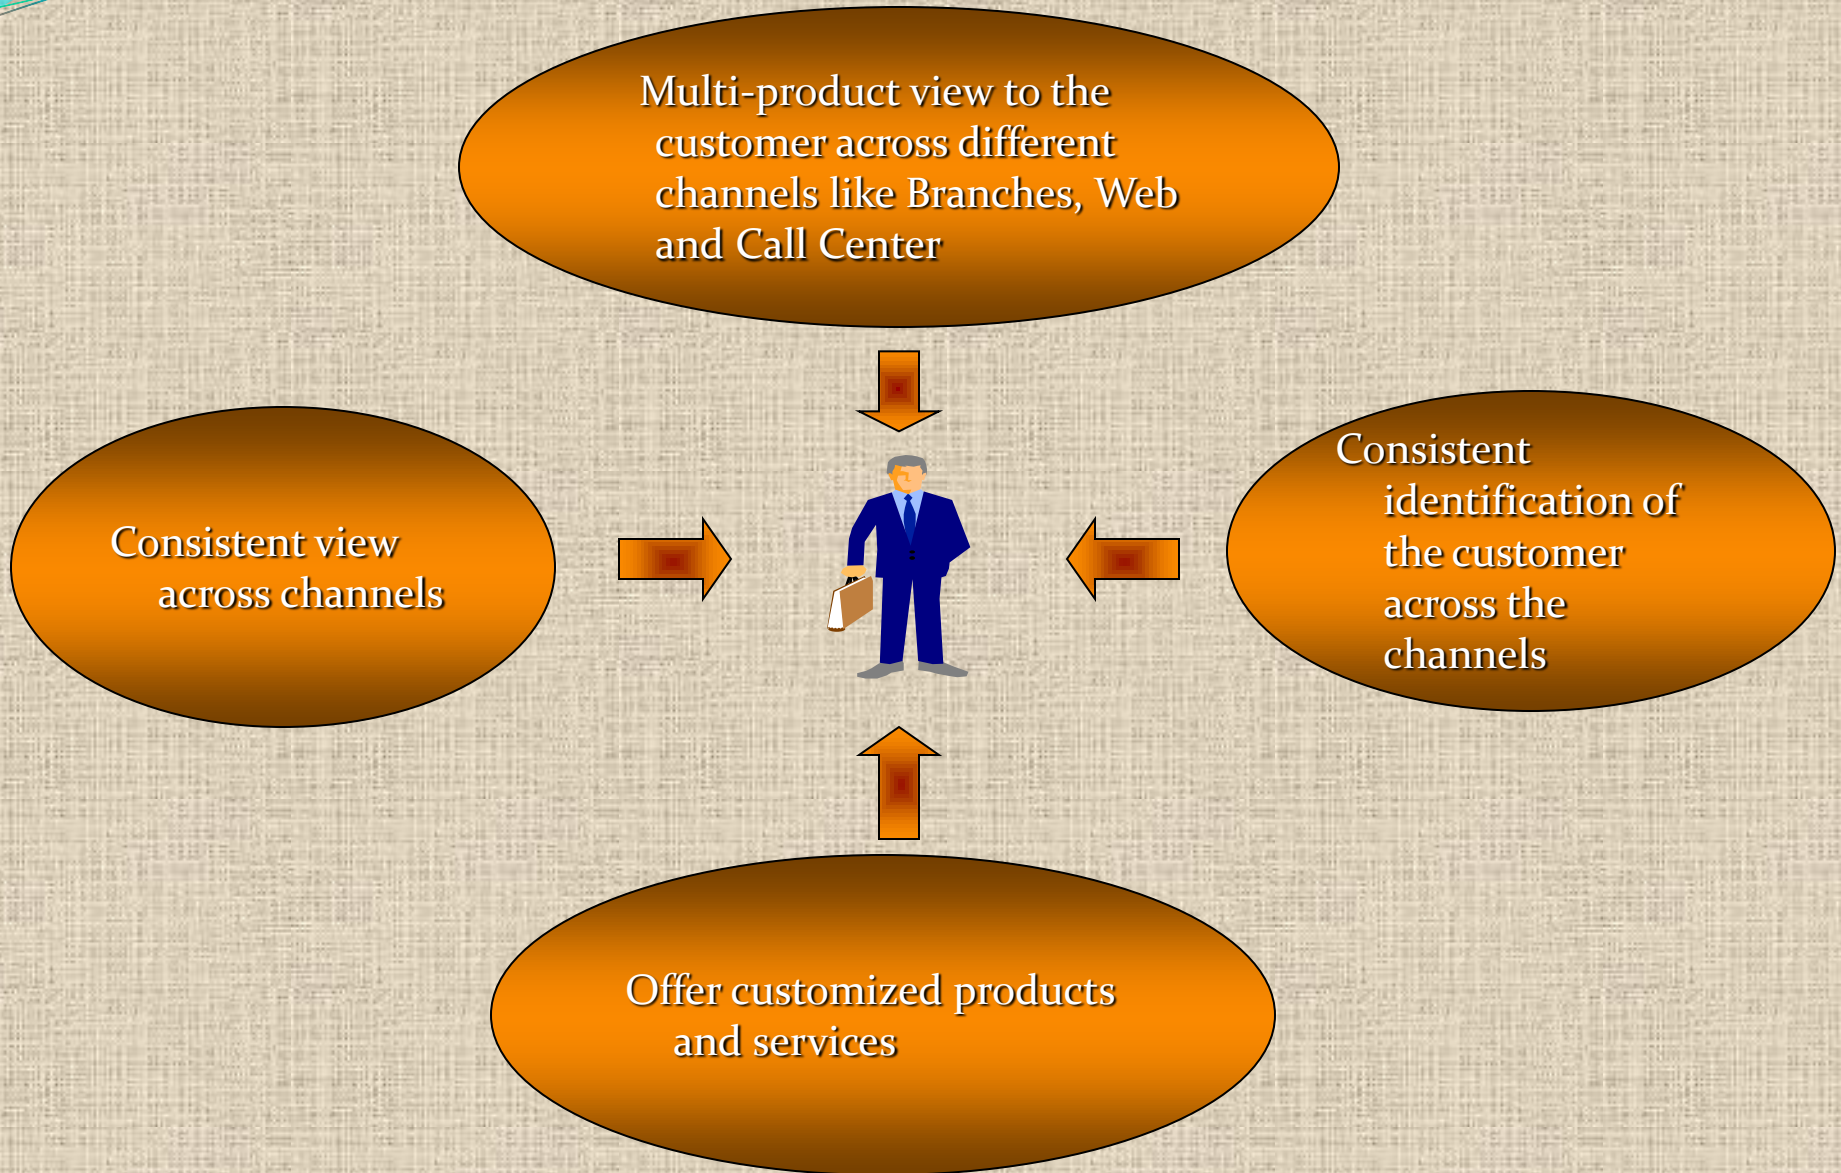 Multi-product view to the
customer across different
channels like Branches, Web
and Call Center
Consistent view
across channels
Consistent
identification of
the customer
across the
channels
Offer customized products
and services